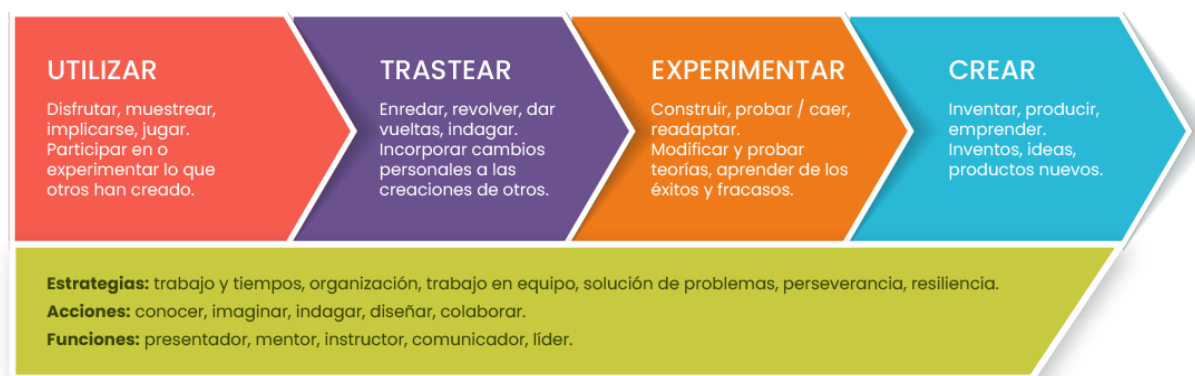 UTILIZAR
Disfrutar, muestrear,
implicarse, jugar.
Participar en o
experimentar lo que
otros han creado.
TRASTEAR
Enredar, revolver, dar
vueltas, indagar.
Incorporar cambios
personales a las
creaciones de otros.
EXPERIMENTAR
Construir, probar / caer,
readaptar.
Modificar y probar
teorías, aprender de los
éxitos y fracasos.
CREAR
Inventar, producir,
emprender.
Inventos, ideas,
productos nuevos.
Estrategias: trabajo y tiempos, organización, trabajo en equipo, solución de problemas, perseverancia, resiliencia.
Acciones: conocer, imaginar, indagar, diseñar, colaborar.
Funciones: presentador, mentor, instructor, comunicador, líder.